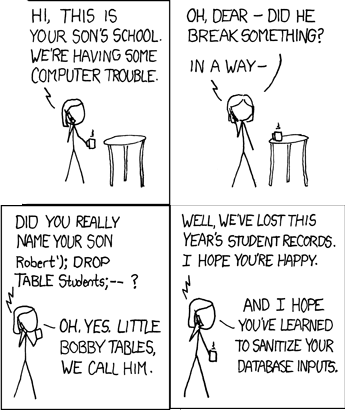 HI, THIS IS
YOUR SON'S SCHOOL.
WE'RE HAVING SOME
COMPUTER TROUBLE.
OH, DEAR – DID HE
BREAK SOMETHING?
IN A WAY–
DID YOU REALLY
NAME YOUR SON
Robert'); DROP
TABLE Students;-- ?
OH, YES. LITTLE
BOBBY TABLES,
WE CALL HIM.
WELL, WE'VE LOST THIS
YEAR'S STUDENT RECORDS.
I HOPE YOU'RE HAPPY.
AND I HOPE
YOU'VE LEARNED
TO SANITIZE YOUR
DATABASE INPUTS.